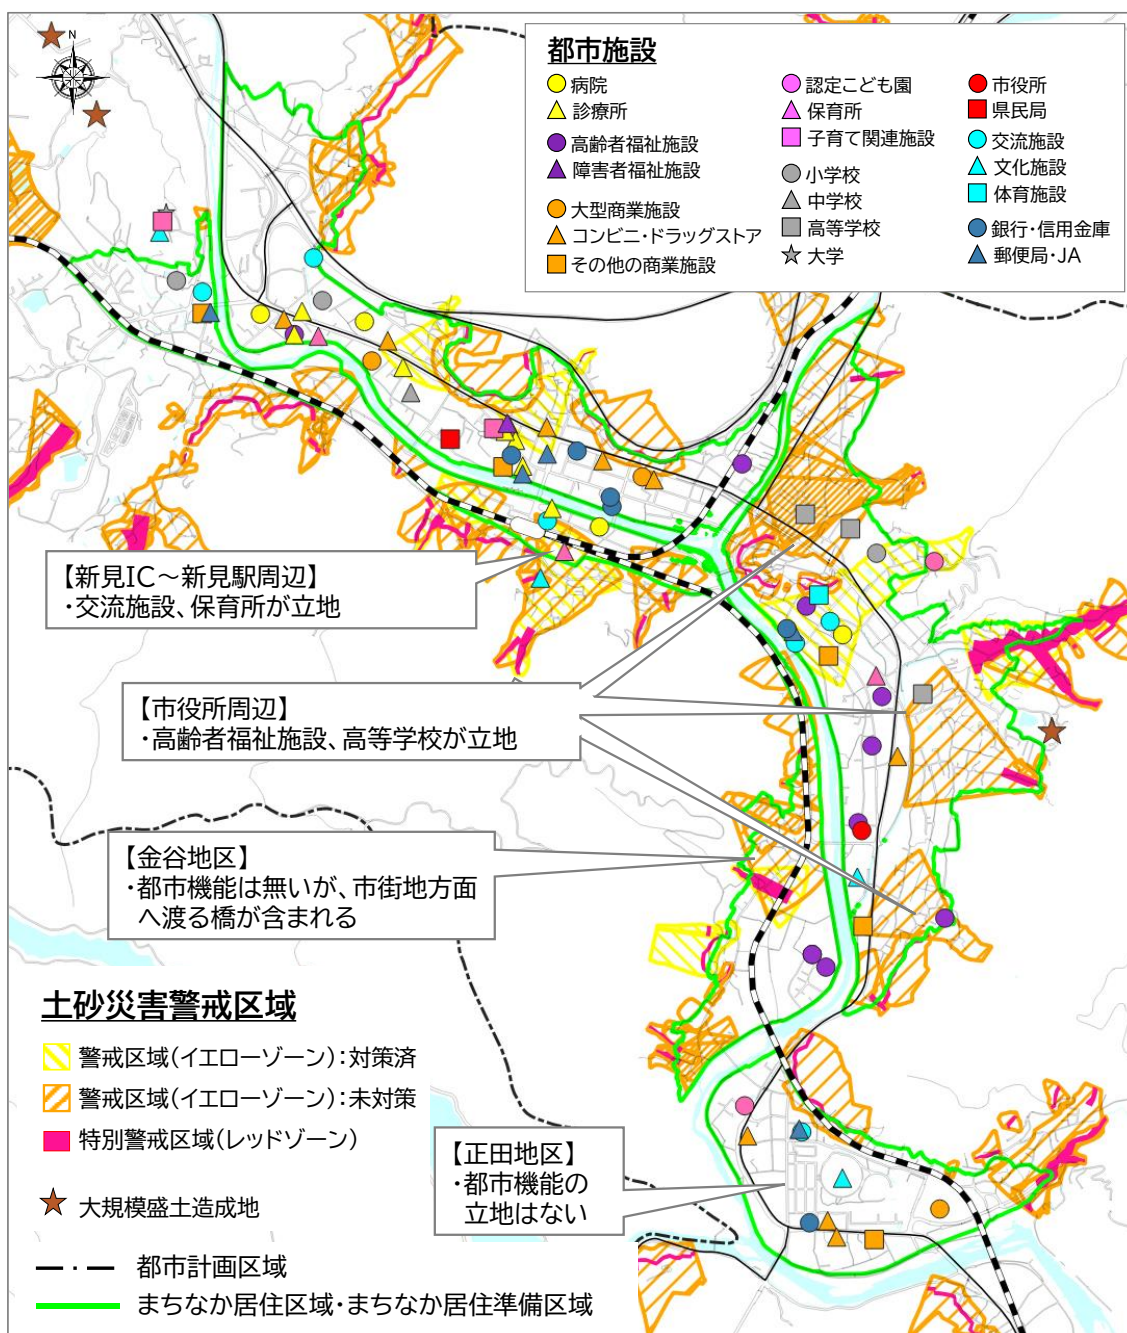 N
都市施設
病院
診療所
高齢者福祉施設
障害者福祉施設
大型商業施設
コンビニ・ドラッグストア
その他の商業施設
認定こども園
保育所
子育て関連施設
小学校
中学校
高等学校
大学
市役所
県民局
交流施設
文化施設
体育施設
銀行・信用金庫
郵便局・JA
【新見IC～新見駅周辺】
・交流施設、保育所が立地
【市役所周辺】
・高齢者福祉施設、高等学校が立地
【金谷地区】
・都市機能は無いが、市街地方面
へ渡る橋が含まれる
【正田地区】
・都市機能の
立地はない
土砂災害警戒区域
警戒区域(イエローゾーン):対策済
警戒区域(イエローゾーン):未対策
特別警戒区域(レッドゾーン)
大規模盛土造成地
都市計画区域
まちなか居住区域・まちなか居住準備区域